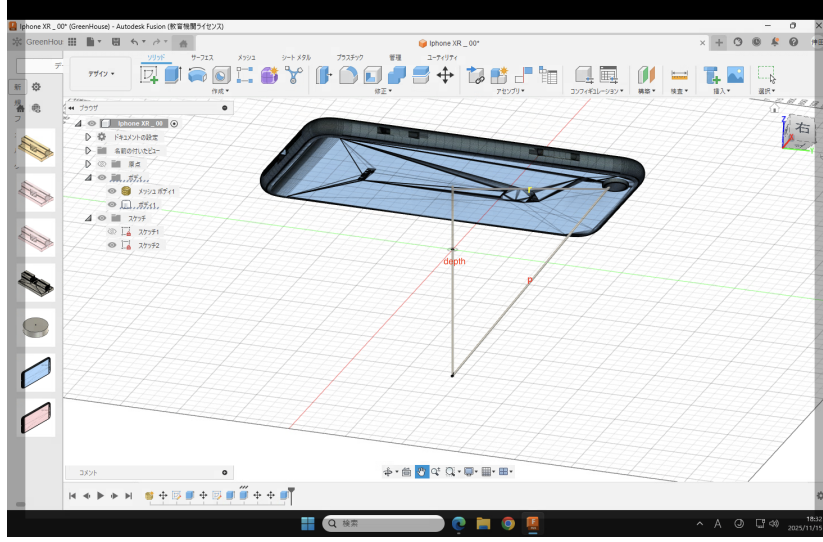 Iphone XR _ 00* (GreenHouse) - Autodesk Fusion (教育機関ライセンス)
GreenHou
Iphone XR _ 00*
ソリッド サーフェス メッシュ シート メタル プラスチック 管理 ユーティリティ
デザイン
作成 修正 アセンブリ コンフィギュレーション 構築 検査 挿入 選択
ブラウザ
Iphone XR _ 00
ドキュメントの設定
名前の付いたビュー
原点
ボディ
メッシュ ボディ1
ボディ1
スケッチ
スケッチ1
スケッチ2
Z
右
depth
p
コメント
検索
A
18:32
2025/11/15